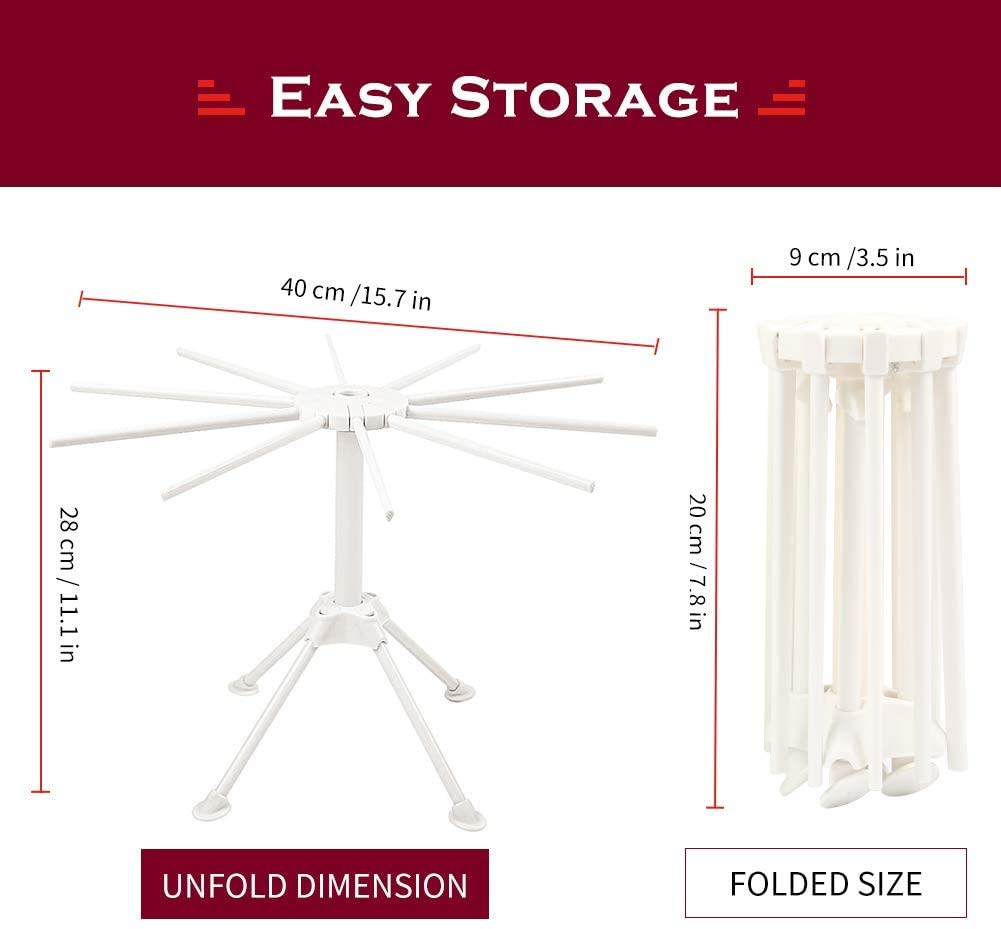 EASY STORAGE
40 cm /15.7 in
9 cm /3.5 in
28 cm / 11.1 in
20 cm / 7.8 in
UNFOLD DIMENSION
FOLDED SIZE